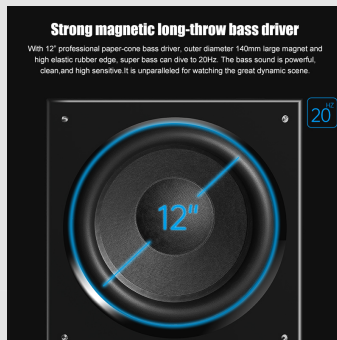 Strong magnetic long-throw bass driver
With 12" professional paper-cone bass driver, outer diameter 140mm large magnet and
high elastic rubber edge, super bass can dive to 20Hz. The bass sound is powerful,
clean,and high sensitive.It is unparalleled for watching the great dynamic scene.
HZ
20
12"